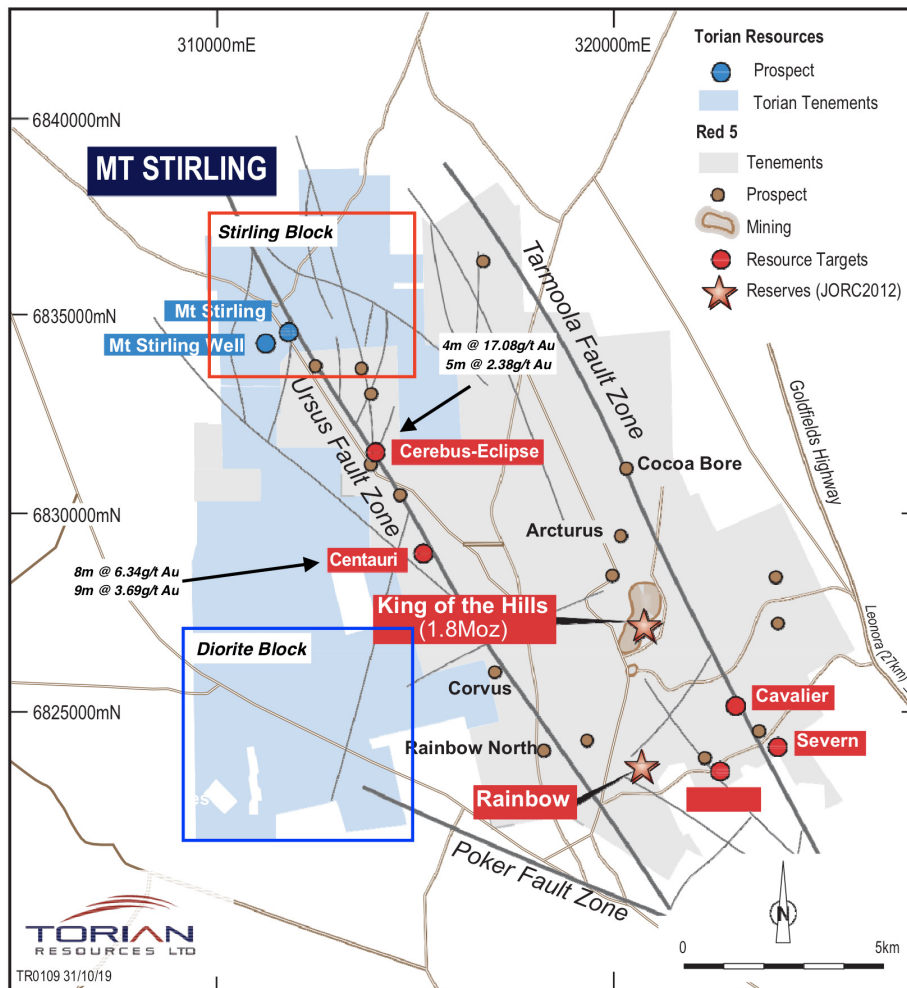 310000mE
320000mE
Torian Resources
Prospect
Torian Tenements
Red 5
Tenements
Prospect
Mining
Resource Targets
Reserves (JORC2012)
6840000mN
MT STIRLING
Stirling Block
Tarmoola Fault Zone
6835000mN
Mt Stirling
Mt Stirling Well
4m @ 17.08g/t Au
5m @ 2.38g/t Au
Ursus Fault Zone
Goldfields Highway
Cerebus-Eclipse
Cocoa Bore
6830000mN
Arcturus
8m @ 6.34g/t Au
9m @ 3.69g/t Au
Centauri
King of the Hills
(1.8Moz)
Leonora (27km)
Diorite Block
Corvus
Cavalier
6825000mN
Rainbow North
Severn
Rainbow
es
Poker Fault Zone
N
TORIAN
RESOURCES LTD
0
5km
TR0109 31/10/19